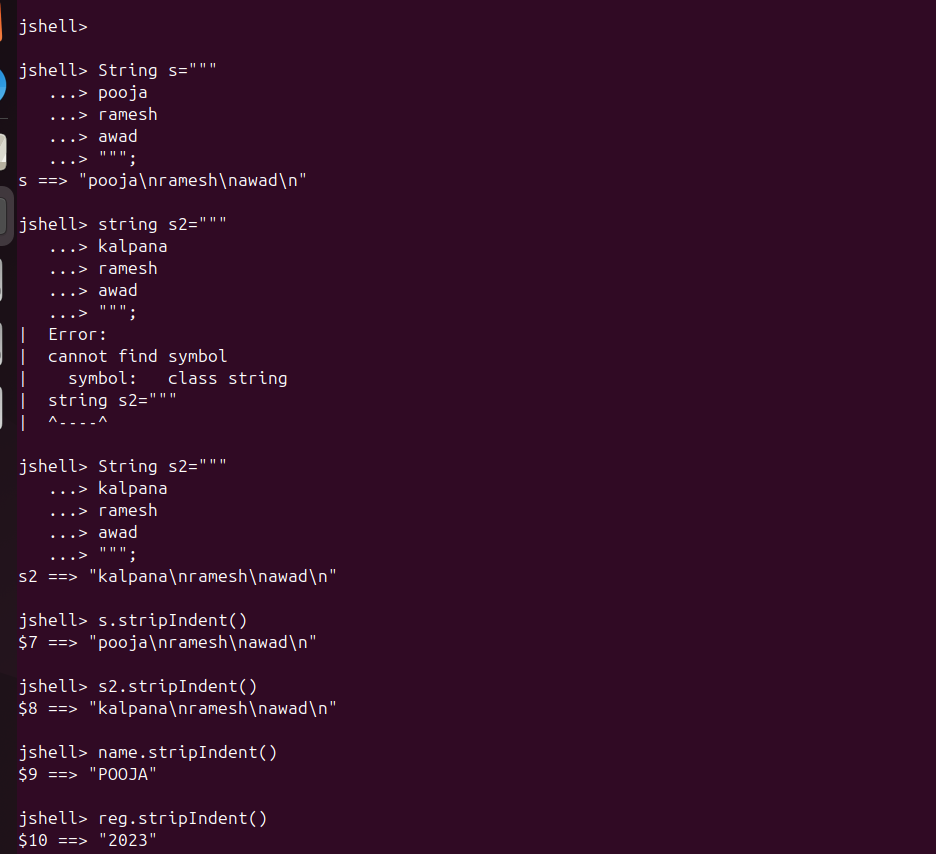 jshell>
jshell> String s="""
...> pooja
...> ramesh
...> awad
...> """;
s ==> "pooja\nramesh\nawad\n"
jshell> string s2="""
...> kalpana
...> ramesh
...> awad
...> """;
|  Error:
|  cannot find symbol
|    symbol:   class string
|  string s2="""
|  ^----^
jshell> String s2="""
...> kalpana
...> ramesh
...> awad
...> """;
s2 ==> "kalpana\nramesh\nawad\n"
jshell> s.stripIndent()
$7 ==> "pooja\nramesh\nawad\n"
jshell> s2.stripIndent()
$8 ==> "kalpana\nramesh\nawad\n"
jshell> name.stripIndent()
$9 ==> "POOJA"
jshell> reg.stripIndent()
$10 ==> "2023"